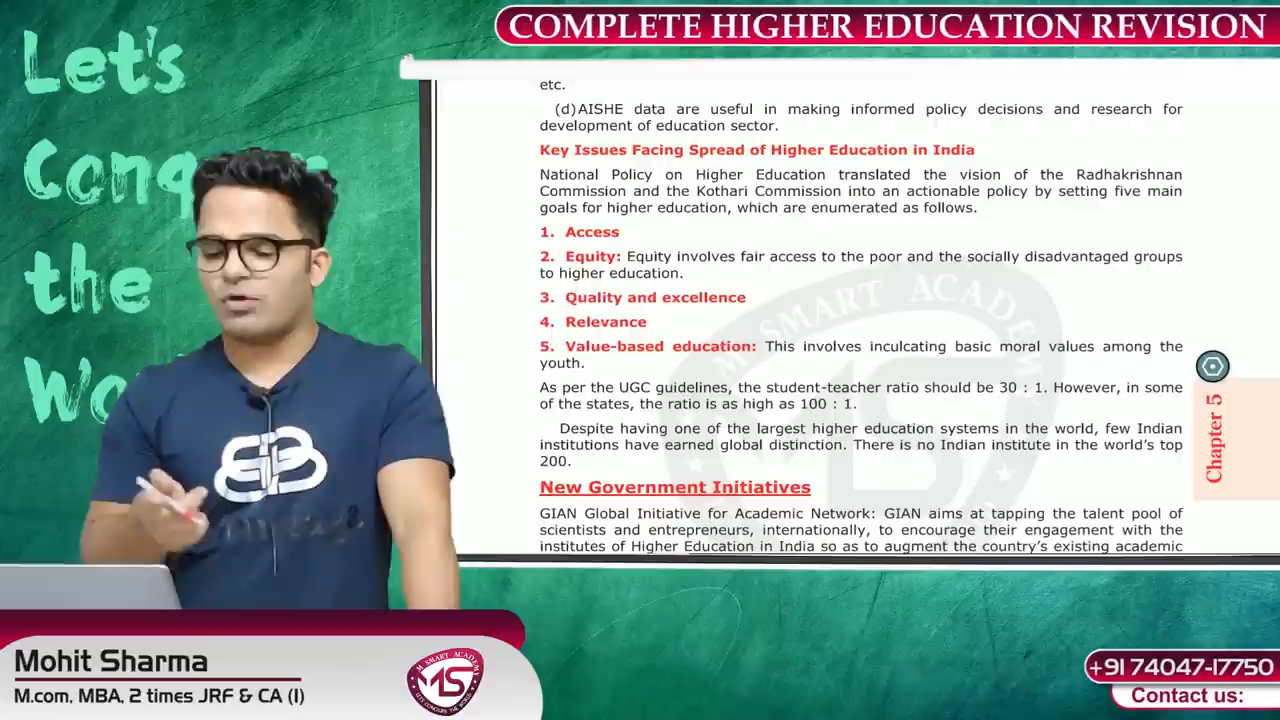 COMPLETE HIGHER EDUCATION REVISION
Let's
Conq
the
Wo
etc.
(d)AISHE data are useful in making informed policy decisions and research for
development of education sector.
Key Issues Facing Spread of Higher Education in India
National Policy on Higher Education translated the vision of the Radhakrishnan
Commission and the Kothari Commission into an actionable policy by setting five main
goals for higher education, which are enumerated as follows.
1. Access
2. Equity: Equity involves fair access to the poor and the socially disadvantaged groups
to higher education.
3. Quality and excellence
4. Relevance
5. Value-based education: This involves inculcating basic moral values among the
youth.
As per the UGC guidelines, the student-teacher ratio should be 30 : 1. However, in some
of the states, the ratio is as high as 100 : 1.
Despite having one of the largest higher education systems in the world, few Indian
institutions have earned global distinction. There is no Indian institute in the world's top
200.
New Government Initiatives
GIAN Global Initiative for Academic Network: GIAN aims at tapping the talent pool of
scientists and entrepreneurs, internationally, to encourage their engagement with the
institutes of Higher Education in India so as to augment the country's existing academic
M SMART ACADEMY
Chapter 5
Mohit Sharma
M.com, MBA, 2 times JRF & CA (I)
M SMART ACADEMY
MS
+91 74047-17750
Contact us: